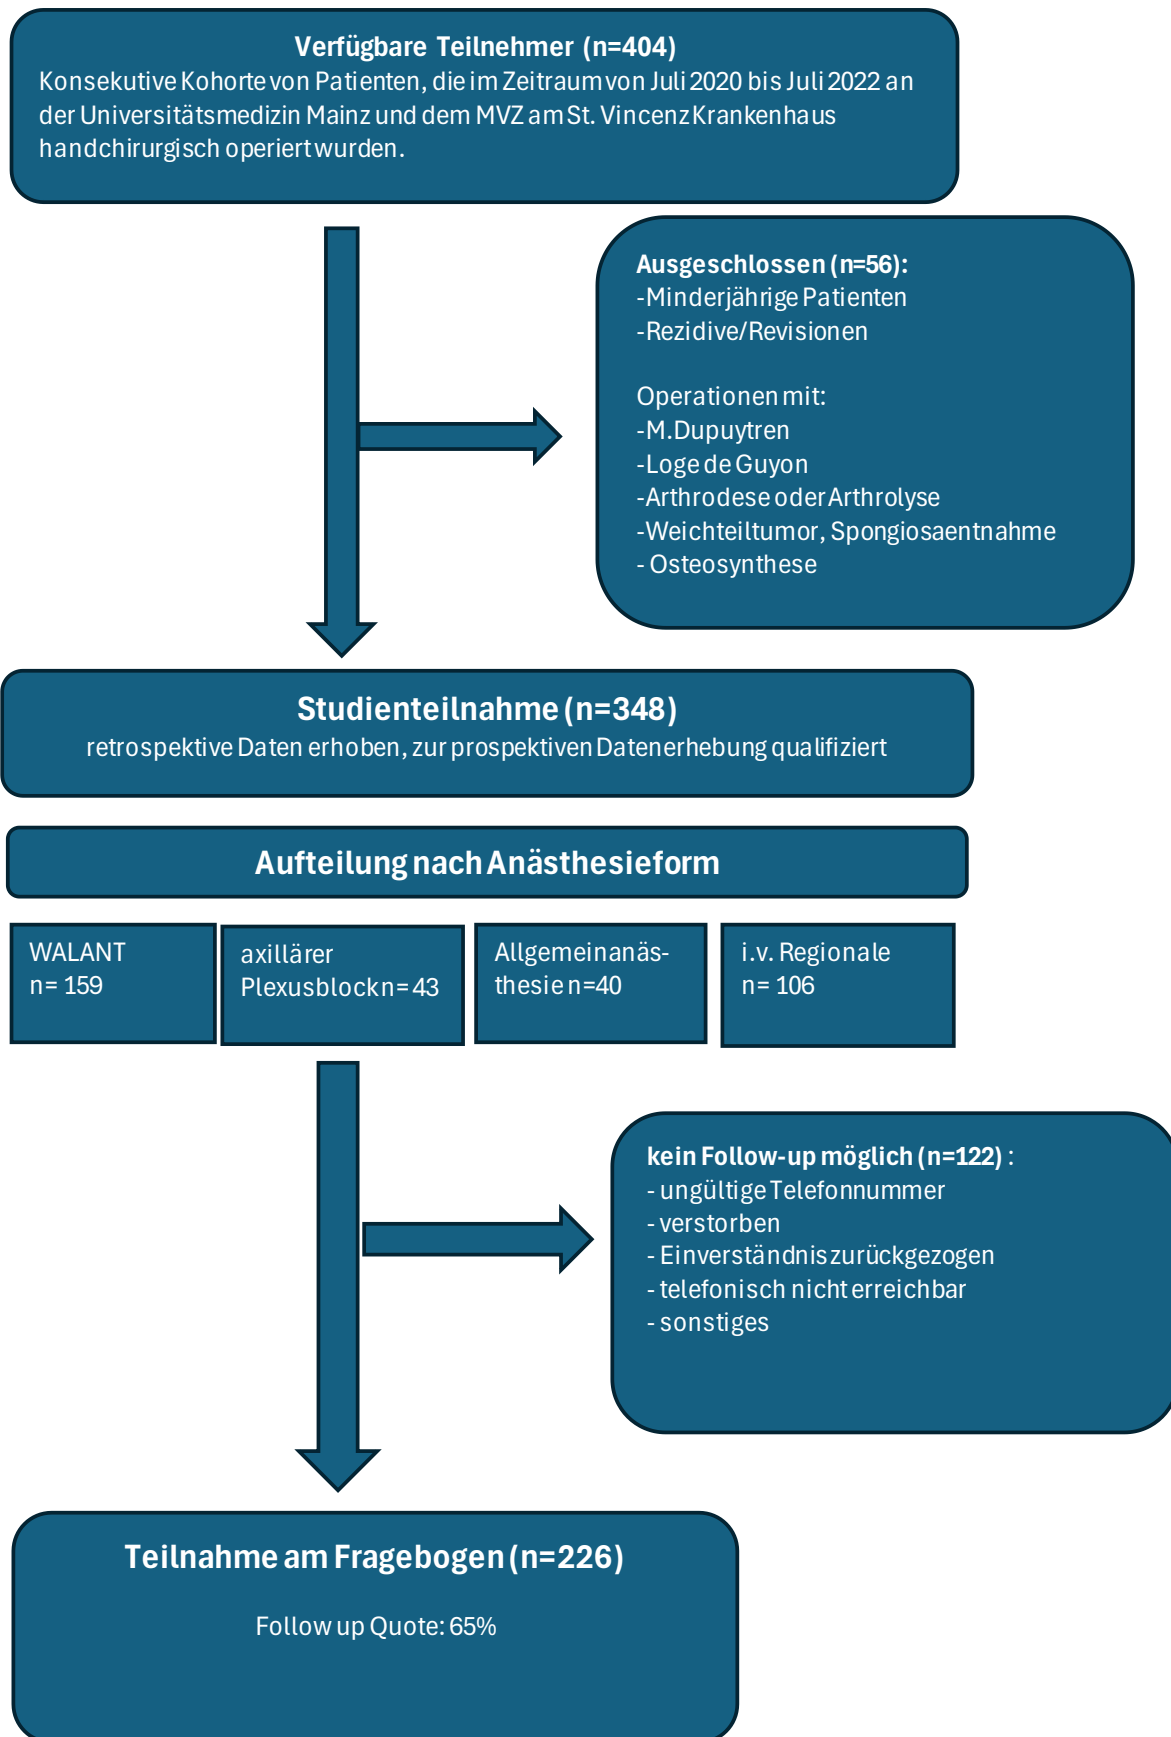 Verfügbare Teilnehmer (n=404)
Konsekutive Kohorte von Patienten, die im Zeitraum von Juli 2020 bis Juli 2022 an
der Universitätsmedizin Mainz und dem MVZ am St. Vincenz Krankenhaus
handchirurgisch operiert wurden.
Ausgeschlossen (n=56):
-Minderjährige Patienten
-Rezidive/Revisionen
Operationen mit:
-M.Dupuytren
-Loge de Guyon
-Arthrodese oder Arthrolyse
-Weichteiltumor, Spongiosaentnahme
- Osteosynthese
Studienteilnahme (n=348)
retrospektive Daten erhoben, zur prospektiven Datenerhebung qualifiziert
Aufteilung nach Anästhesieform
WALANT
n= 159
axillärer
Plexusblock n= 43
Allgemeinanäs-
thesie n=40
i.v. Regionale
n= 106
kein Follow-up möglich (n=122) :
- ungültige Telefonnummer
- verstorben
- Einverständnis zurückgezogen
- telefonisch nicht erreichbar
- sonstiges
Teilnahme am Fragebogen (n=226)
Follow up Quote: 65%